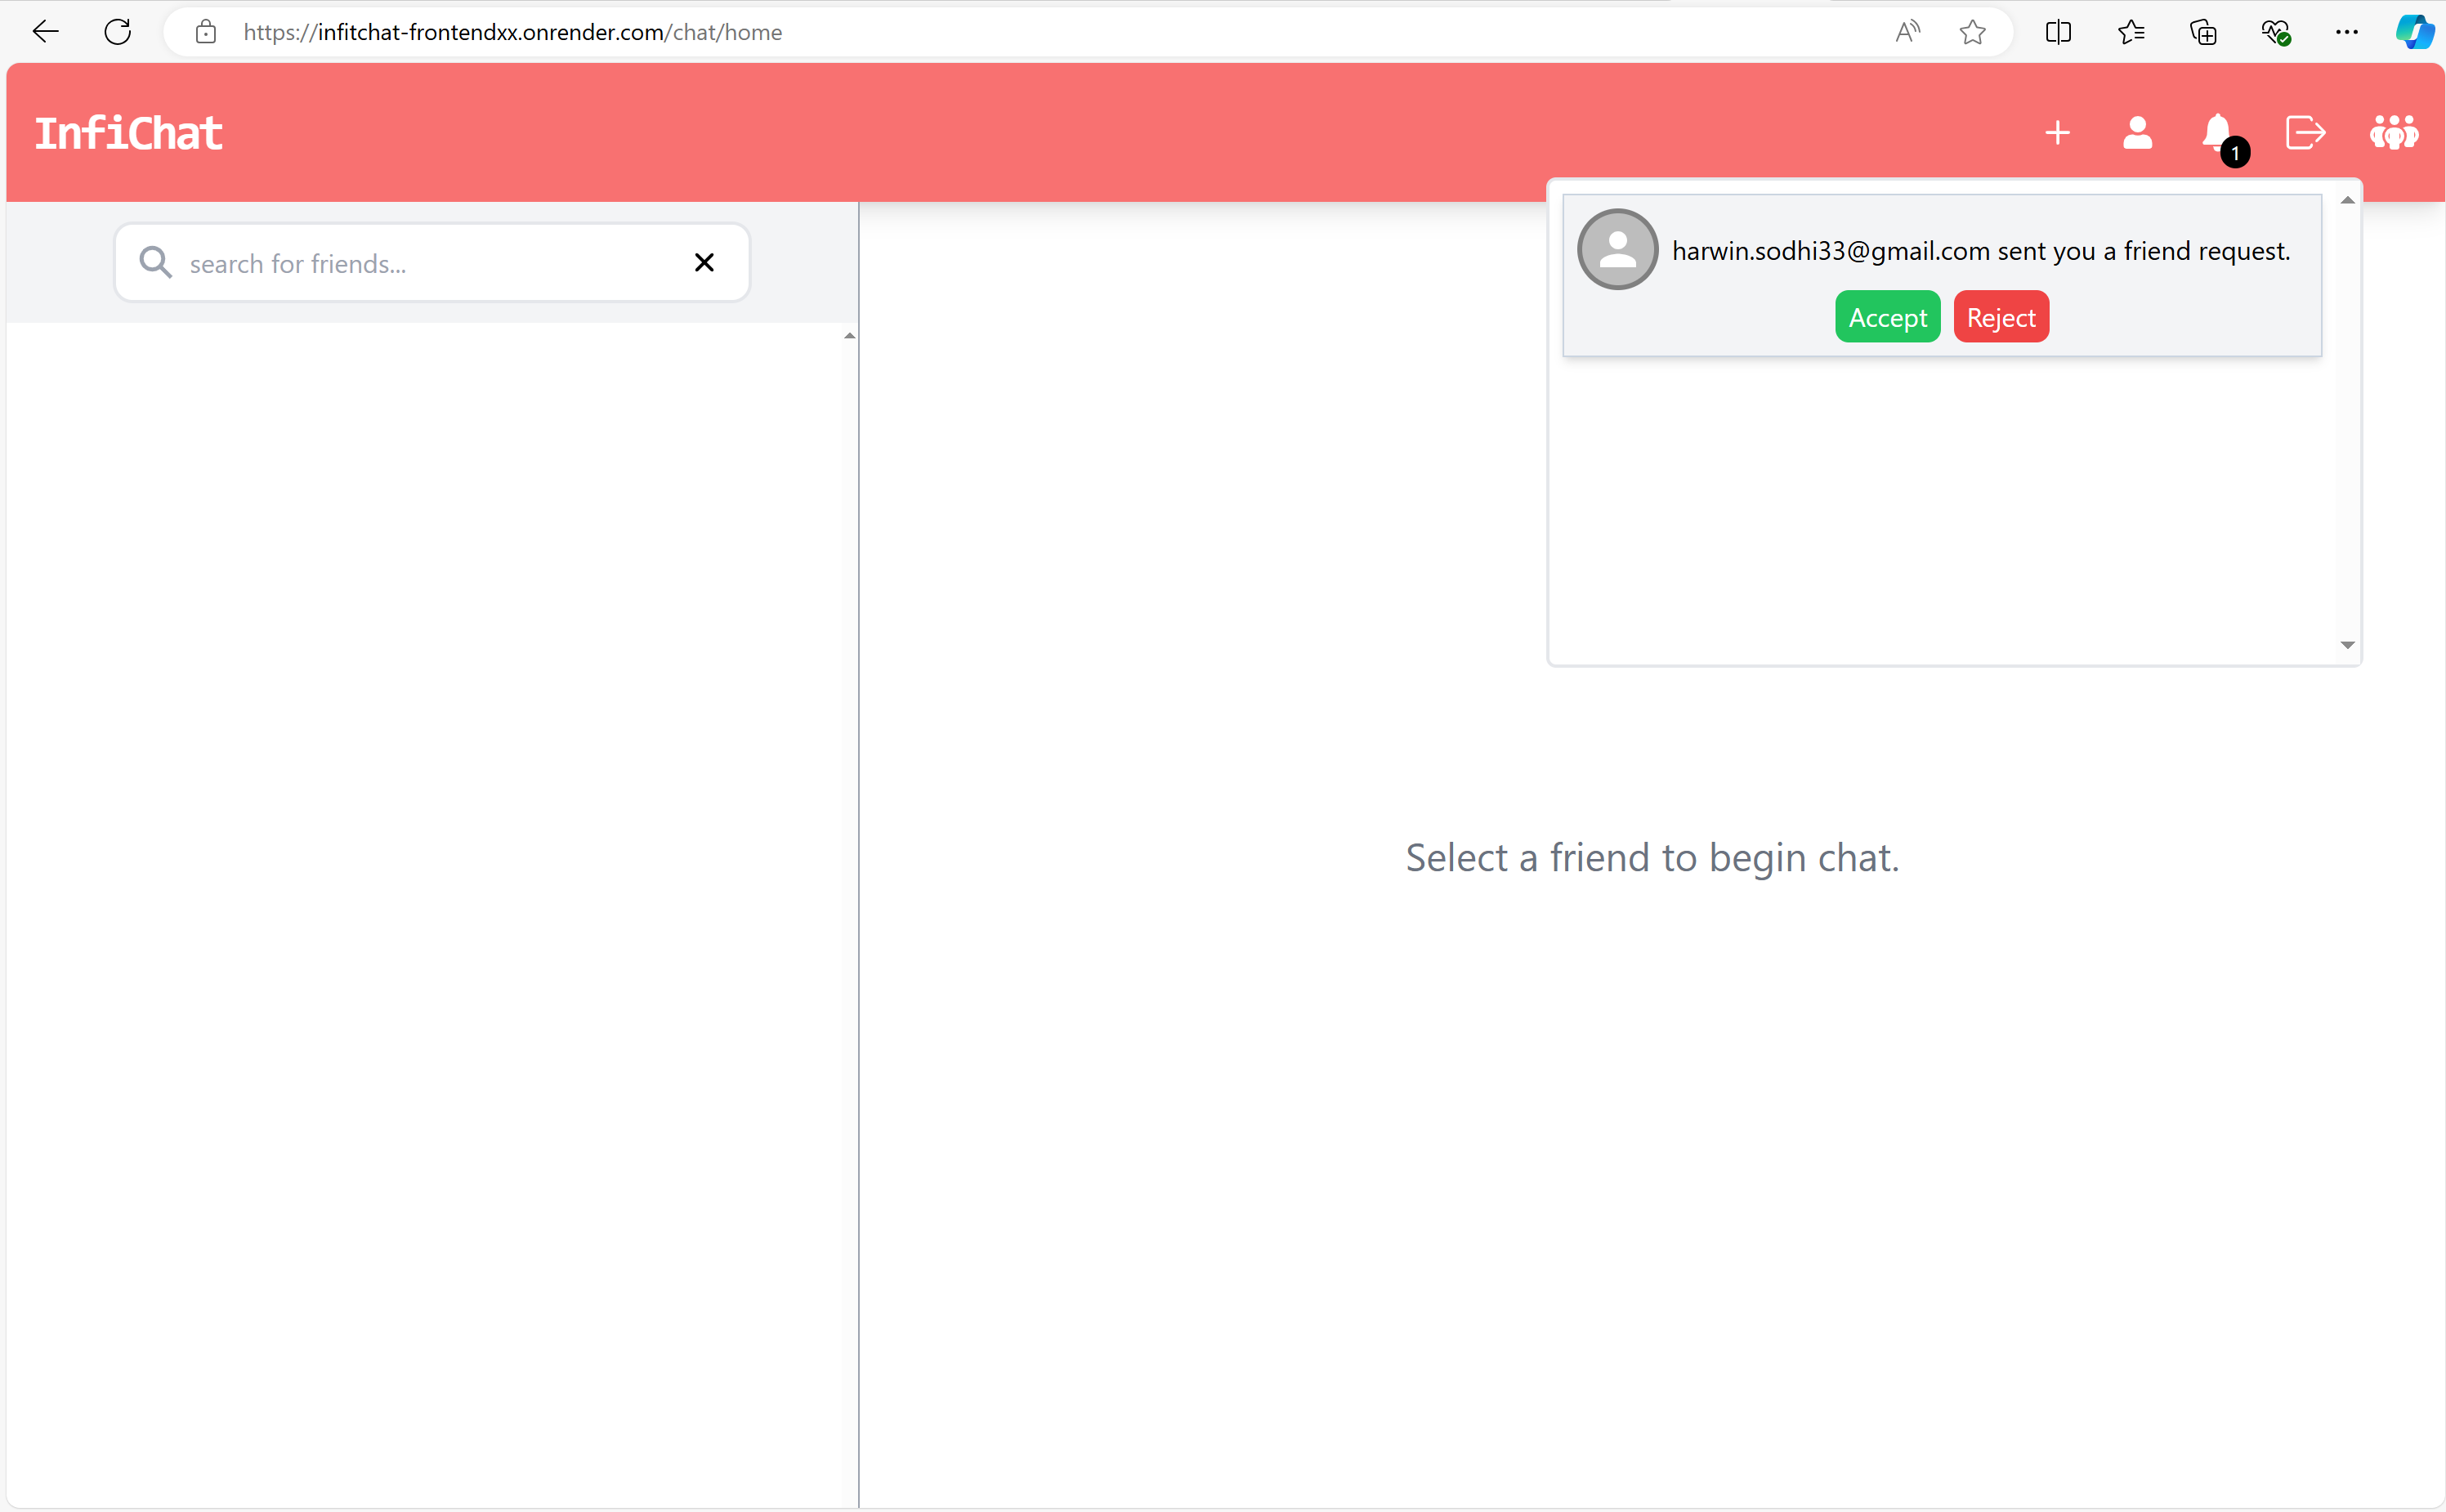 https://infitchat-frontendxx.onrender.com/chat/home
InfiChat
1
search for friends...
harwin.sodhi33@gmail.com sent you a friend request.
Accept Reject
Select a friend to begin chat.